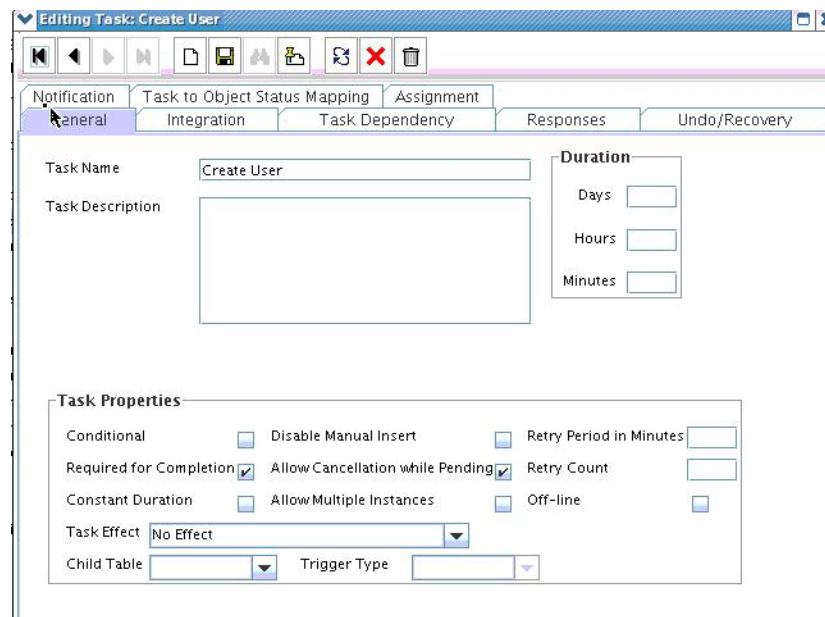 Editing Task: Create User
Notification Task to Object Status Mapping Assignment
General Integration Task Dependency Responses Undo/Recovery
Task Name Create User
Task Description
Duration
Days
Hours
Minutes
Task Properties
Conditional Disable Manual Insert Retry Period in Minutes
Required for Completion Allow Cancellation while Pending Retry Count
Constant Duration Allow Multiple Instances Off-line
Task Effect No Effect
Child Table Trigger Type